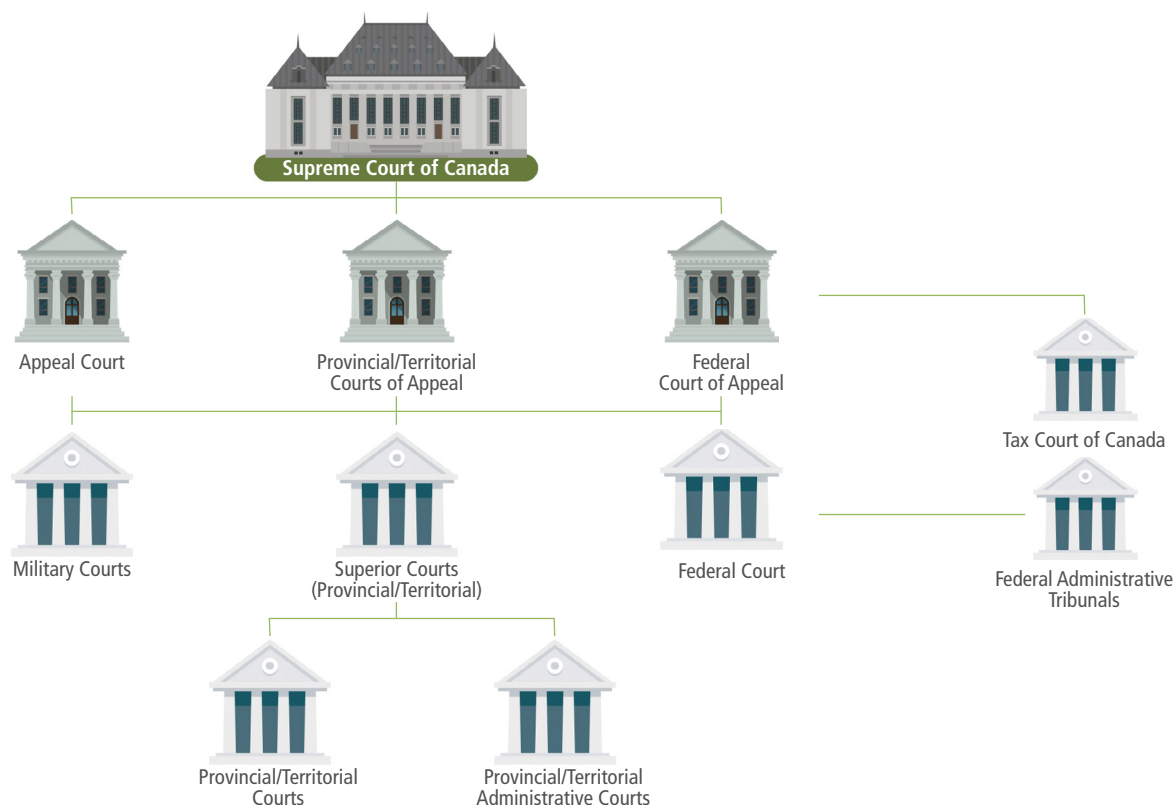 Supreme Court of Canada
Appeal Court
Provincial/Territorial
Courts of Appeal
Federal
Court of Appeal
Tax Court of Canada
Military Courts
Superior Courts
(Provincial/Territorial)
Federal Court
Federal Administrative
Tribunals
Provincial/Territorial
Courts
Provincial/Territorial
Administrative Courts